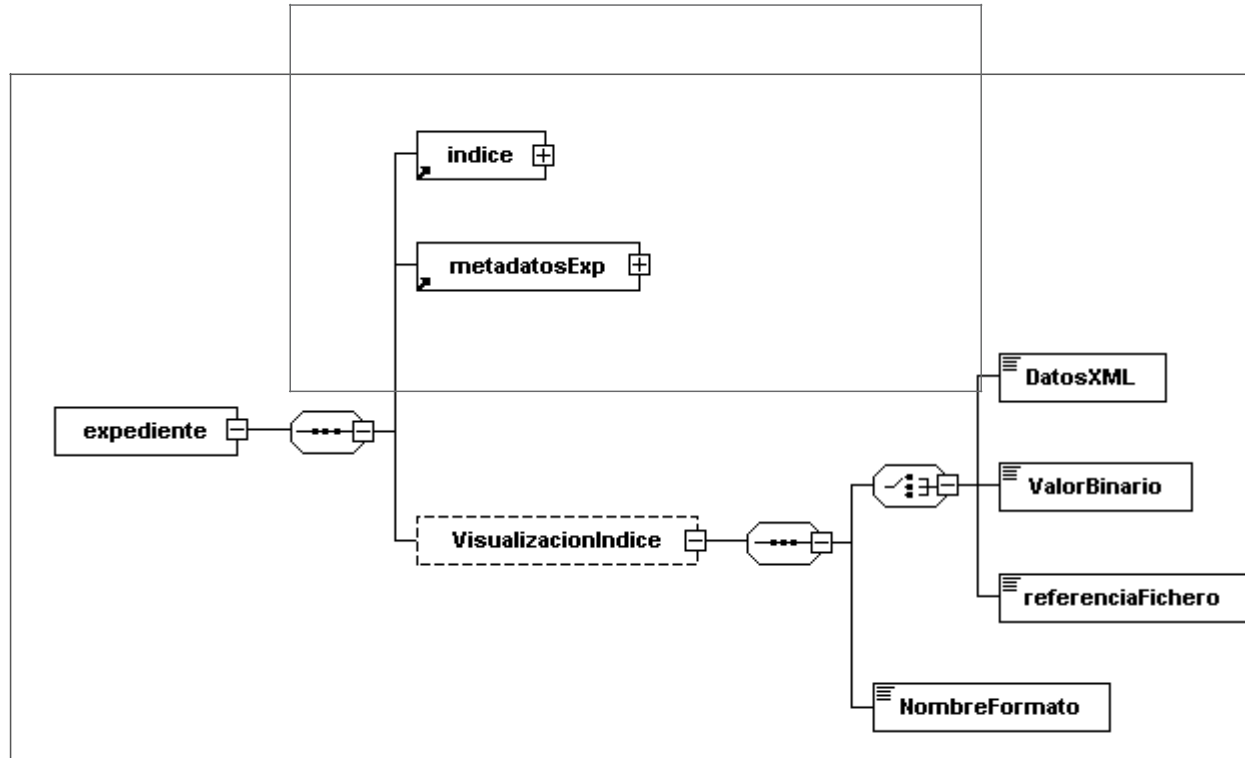 indice
metadatosExp
DatosXML
expediente
ValorBinario
VisualizacionIndice
referenciaFichero
NombreFormato